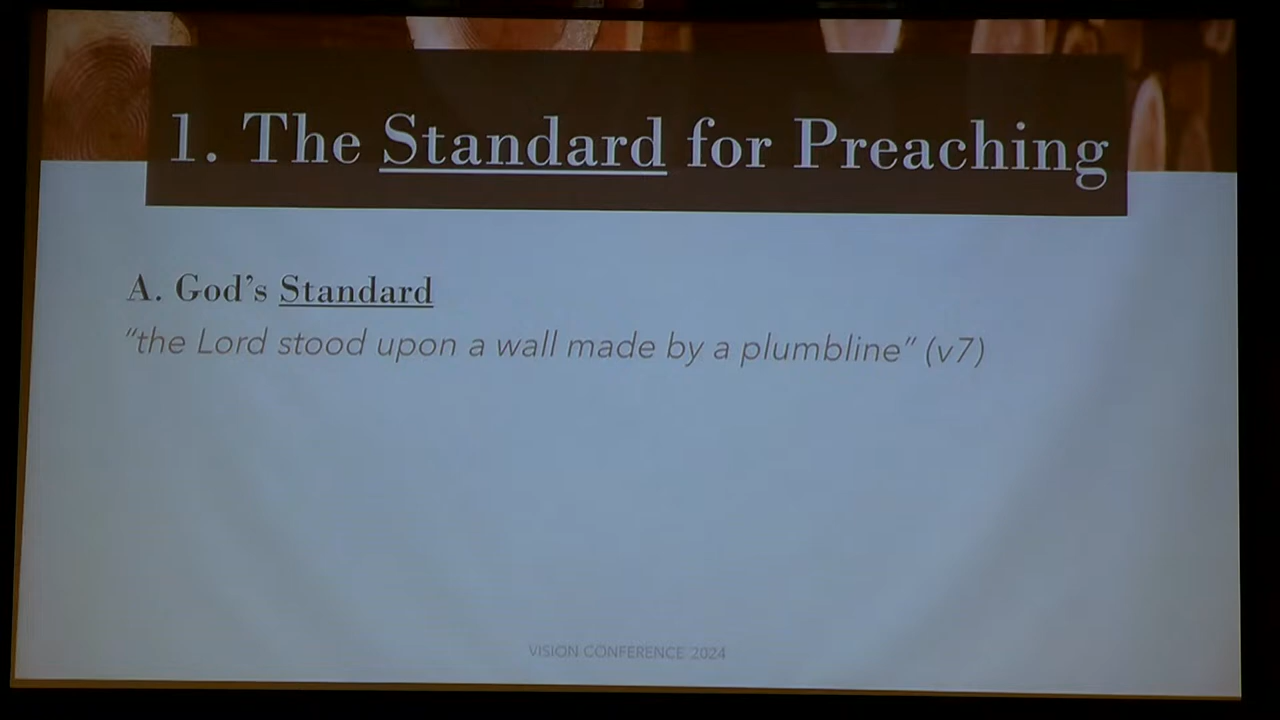 1. The Standard for Preaching
A. God's Standard
"the Lord stood upon a wall made by a plumbline" (v7)
VISION CONFERENCE 2024